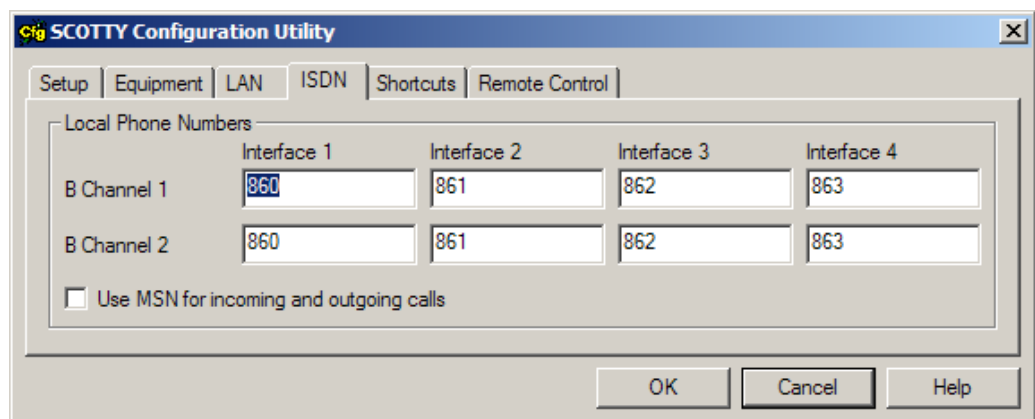 Cfg SCOTTY Configuration Utility
Setup Equipment LAN ISDN Shortcuts Remote Control
Local Phone Numbers
Interface 1 Interface 2 Interface 3 Interface 4
B Channel 1 860 861 862 863
B Channel 2 860 861 862 863
Use MSN for incoming and outgoing calls
OK Cancel Help